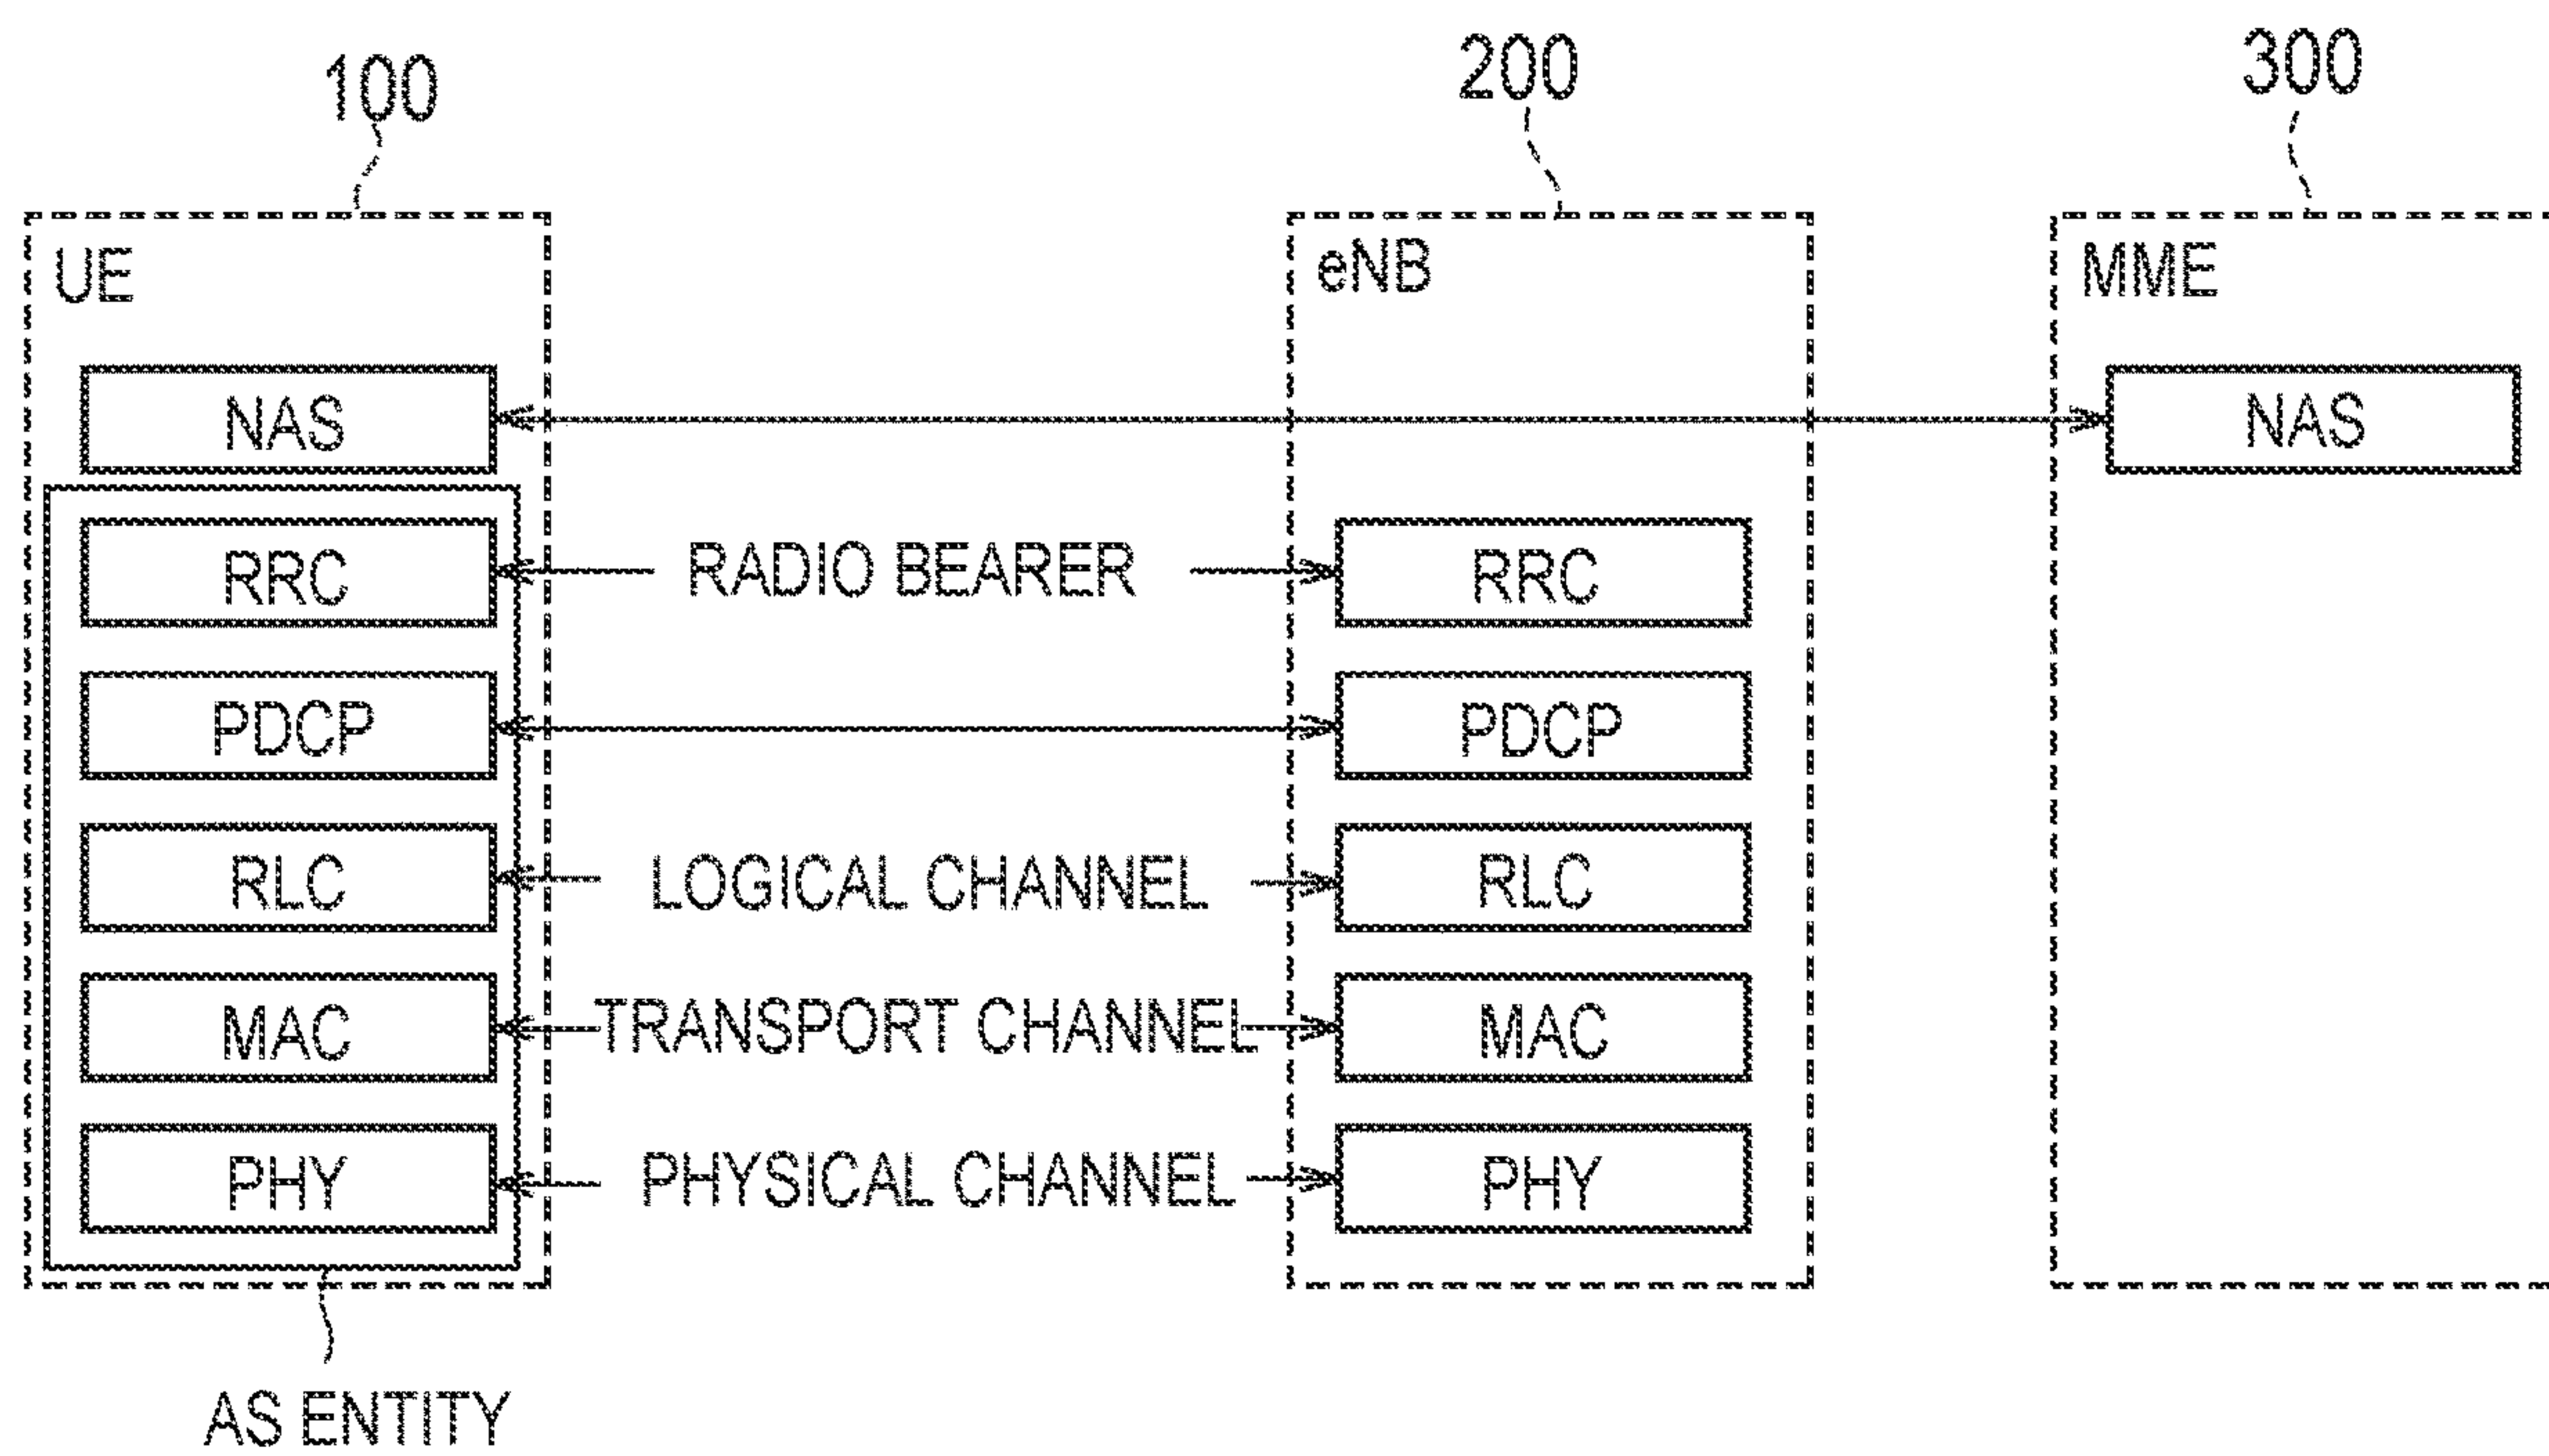 100
200
300
UE
eNB
MME
NAS
NAS
RRC
RADIO BEARER
RRC
PDCP
PDCP
RLC
LOGICAL CHANNEL
RLC
MAC
TRANSPORT CHANNEL
MAC
PHY
PHYSICAL CHANNEL
PHY
AS ENTITY